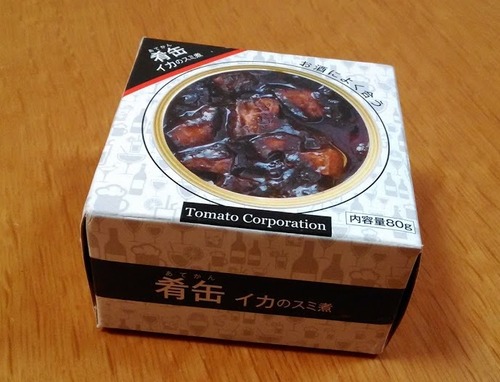 あてかん
肴缶
イカのスミ煮
お酒によく合う
Tomato Corporation
内容量80g
あてかん
肴缶 イカのスミ煮